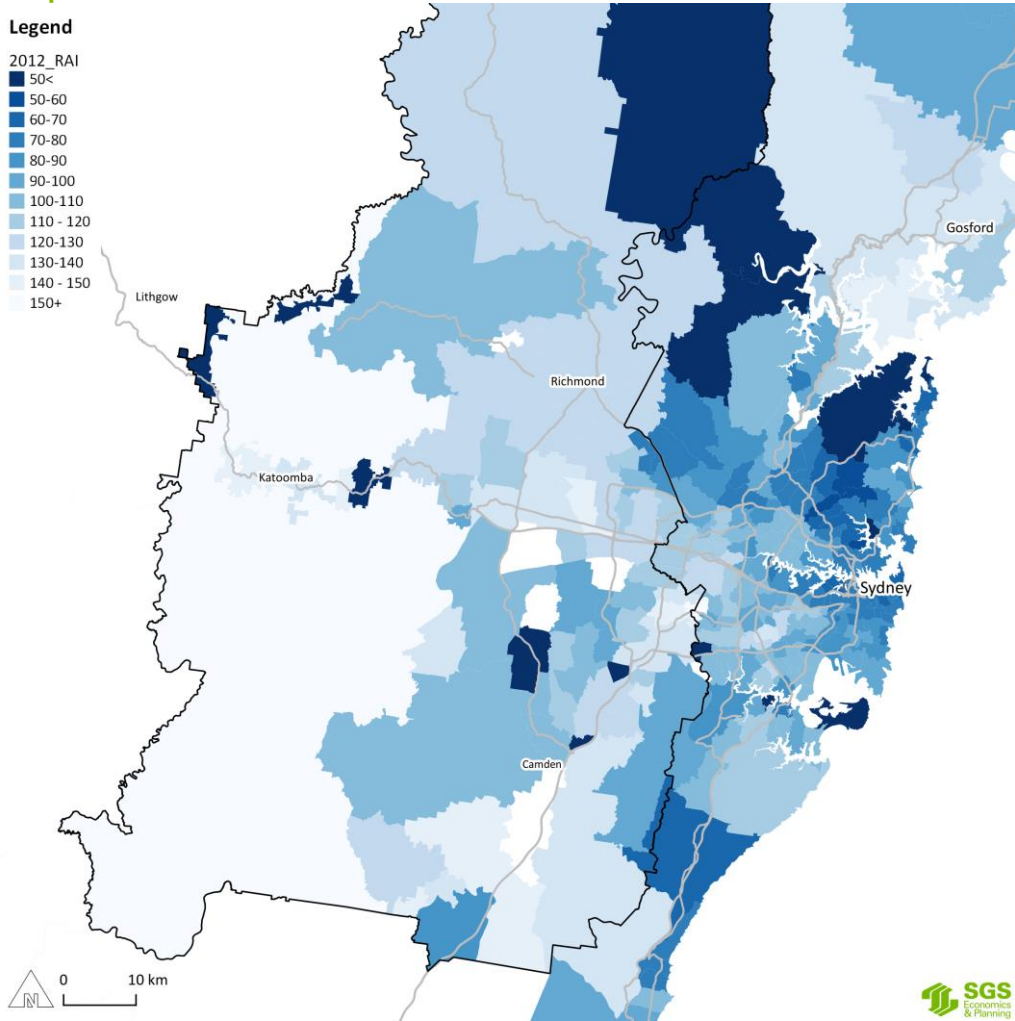 Legend
2012_RAI
50<
50-60
60-70
70-80
80-90
90-100
100-110
110 - 120
120-130
130-140
140 - 150
150+
Gosford
Lithgow
Richmond
Katoomba
Sydney
Camden
N
0 10 km
SGS
Economics
& Planning